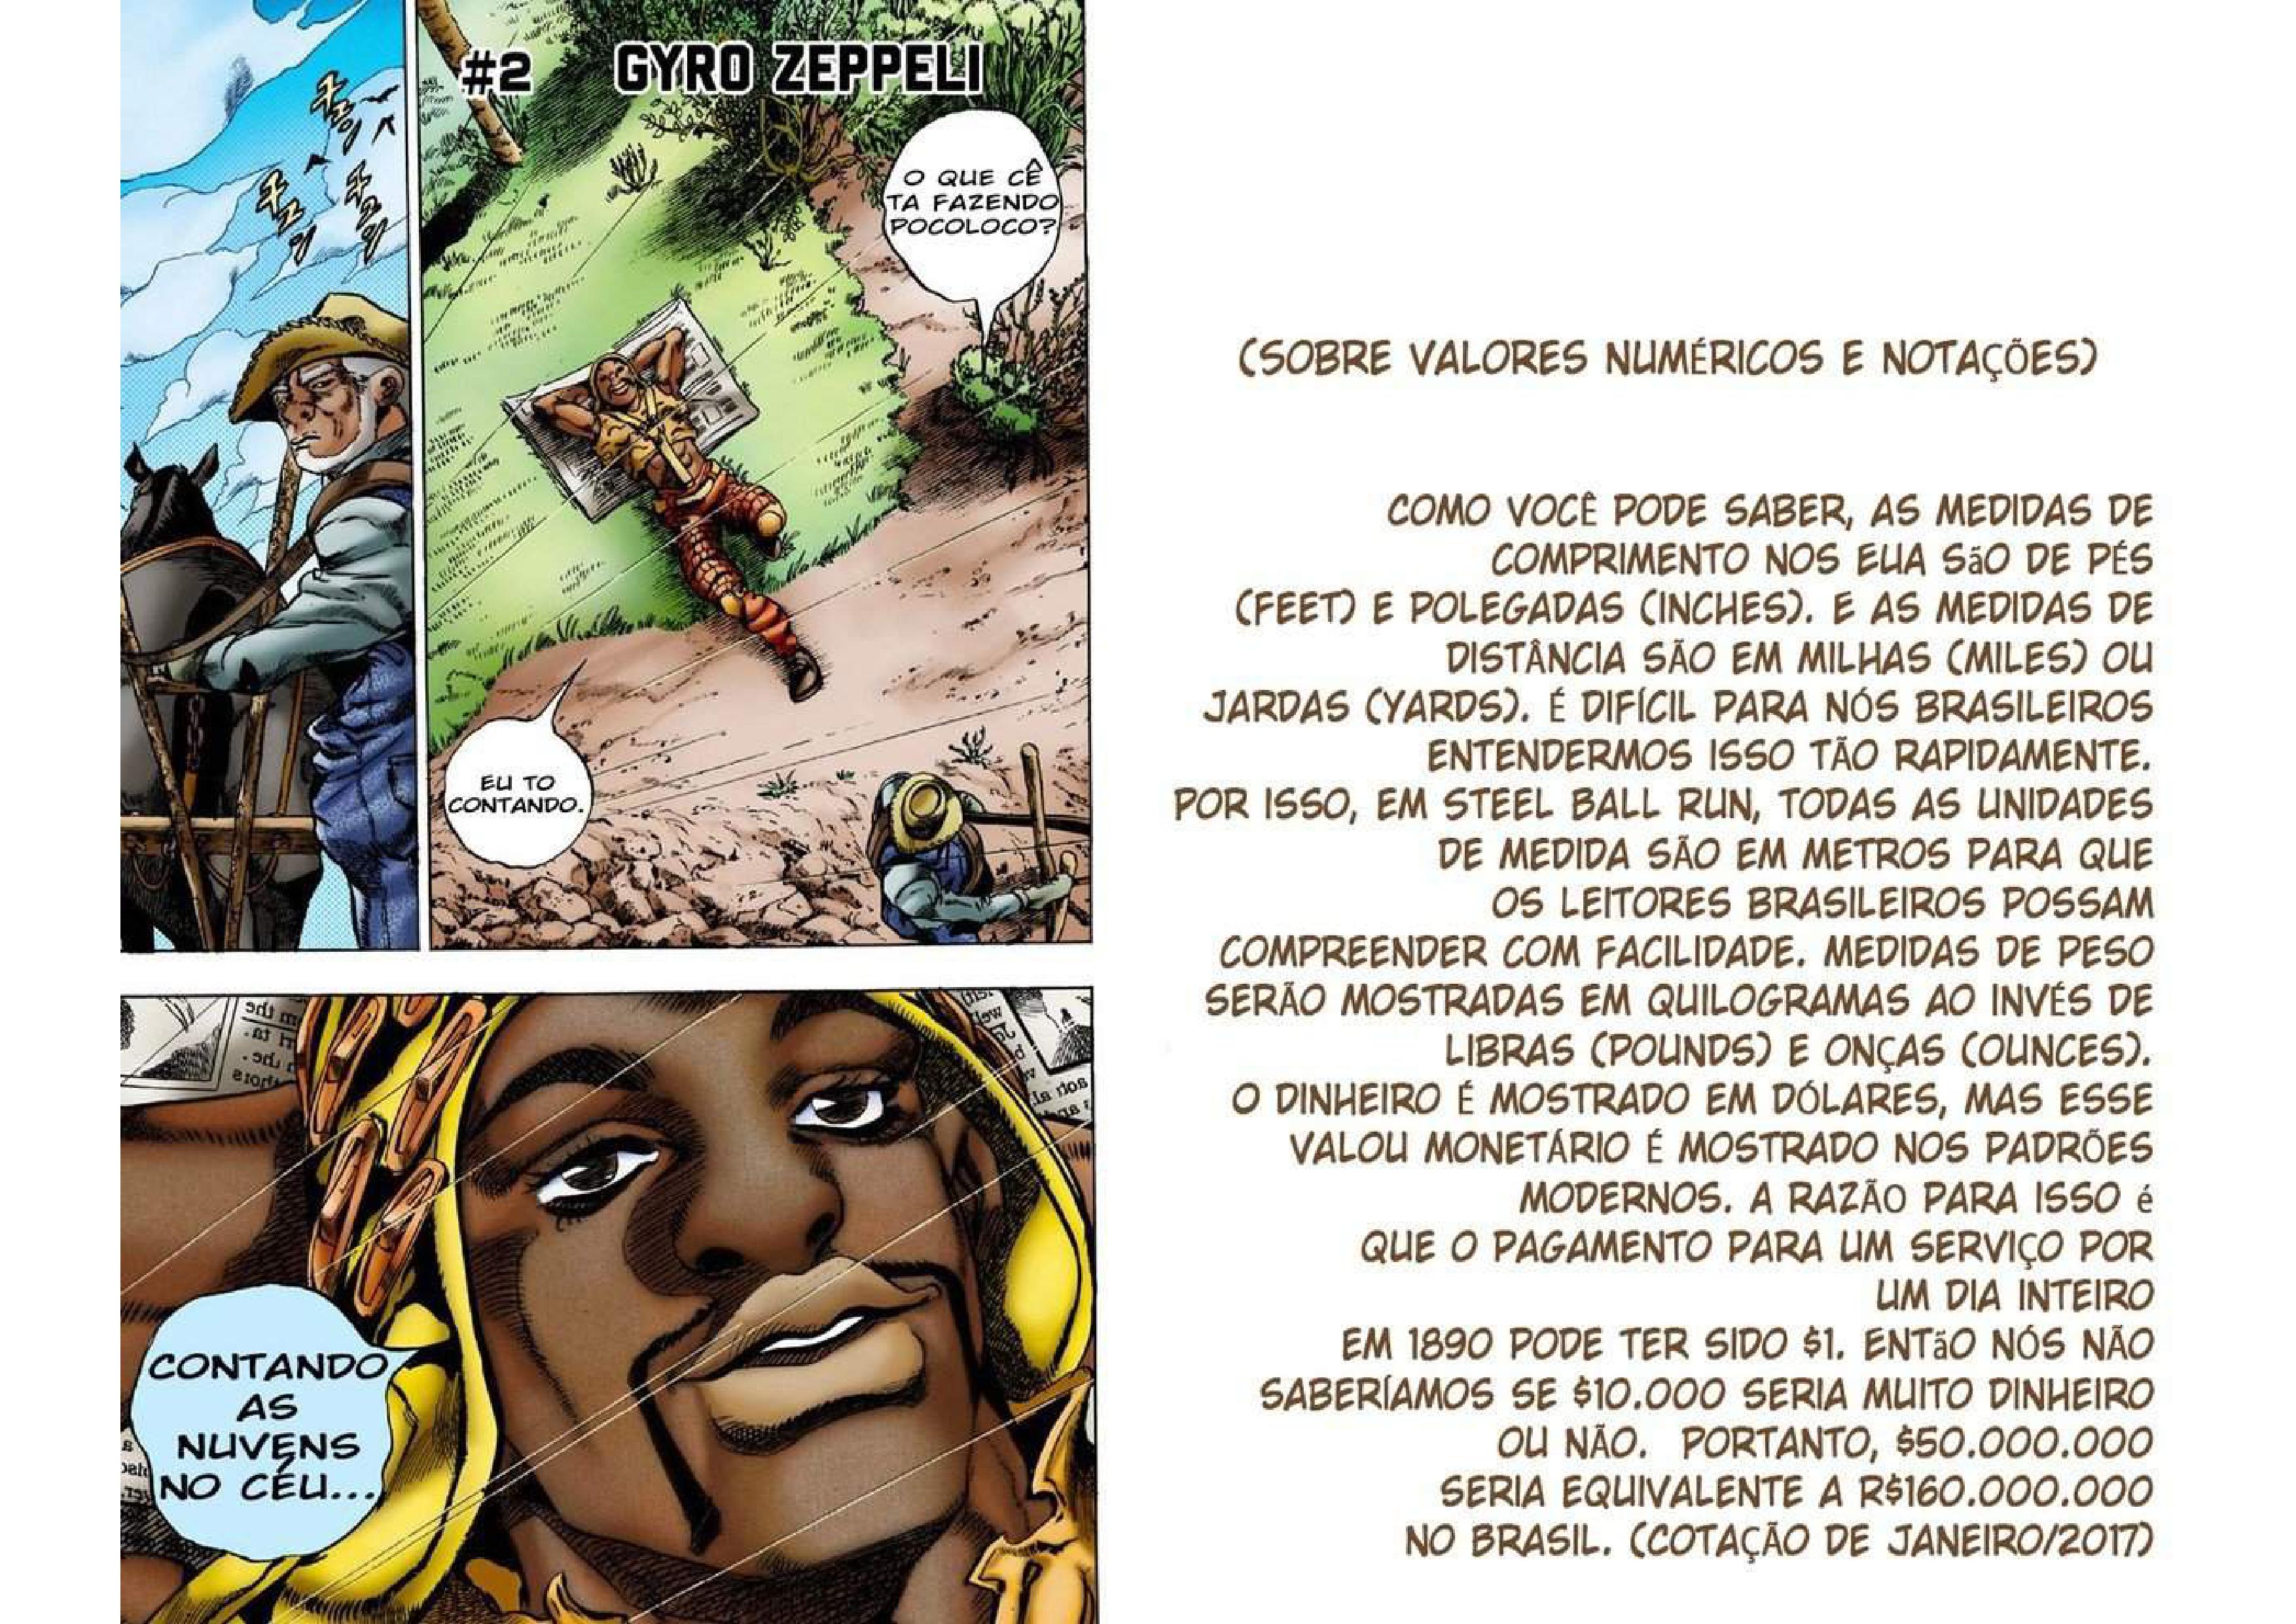 #2 GYRO ZEPPELI
O QUE CÊ
TA FAZENDO
POCOLOCO?
EU TO
CONTANDO.
CONTANDO
AS
NUVENS
NO CÉU...
(SOBRE VALORES NUMÉRICOS E NOTAÇÕES)
COMO VOCÊ PODE SABER, AS MEDIDAS DE
COMPRIMENTO NOS EUA SãO DE PÉS
(FEET) E POLEGADAS (INCHES). E AS MEDIDAS DE
DISTÂNCIA SÃO EM MILHAS (MILES) OU
JARDAS (YARDS). É DIFÍCIL PARA NÓS BRASILEIROS
ENTENDERMOS ISSO TÃO RAPIDAMENTE.
POR ISSO, EM STEEL BALL RUN, TODAS AS UNIDADES
DE MEDIDA SÃO EM METROS PARA QUE
OS LEITORES BRASILEIROS POSSAM
COMPREENDER COM FACILIDADE. MEDIDAS DE PESO
SERÃO MOSTRADAS EM QUILOGRAMAS AO INVÉS DE
LIBRAS (POUNDS) E ONÇAS (OUNCES).
O DINHEIRO É MOSTRADO EM DÓLARES, MAS ESSE
VALOU MONETÁRIO É MOSTRADO NOS PADRÕES
MODERNOS. A RAZÃO PARA ISSO é
QUE O PAGAMENTO PARA UM SERVIÇO POR
UM DIA INTEIRO
EM 1890 PODE TER SIDO $1. ENTãO NÓS NÃO
SABERÍAMOS SE $10.000 SERIA MUITO DINHEIRO
OU NÃO. PORTANTO, $50.000.000
SERIA EQUIVALENTE A R$160.000.000
NO BRASIL. (COTAÇÃO DE JANEIRO/2017)